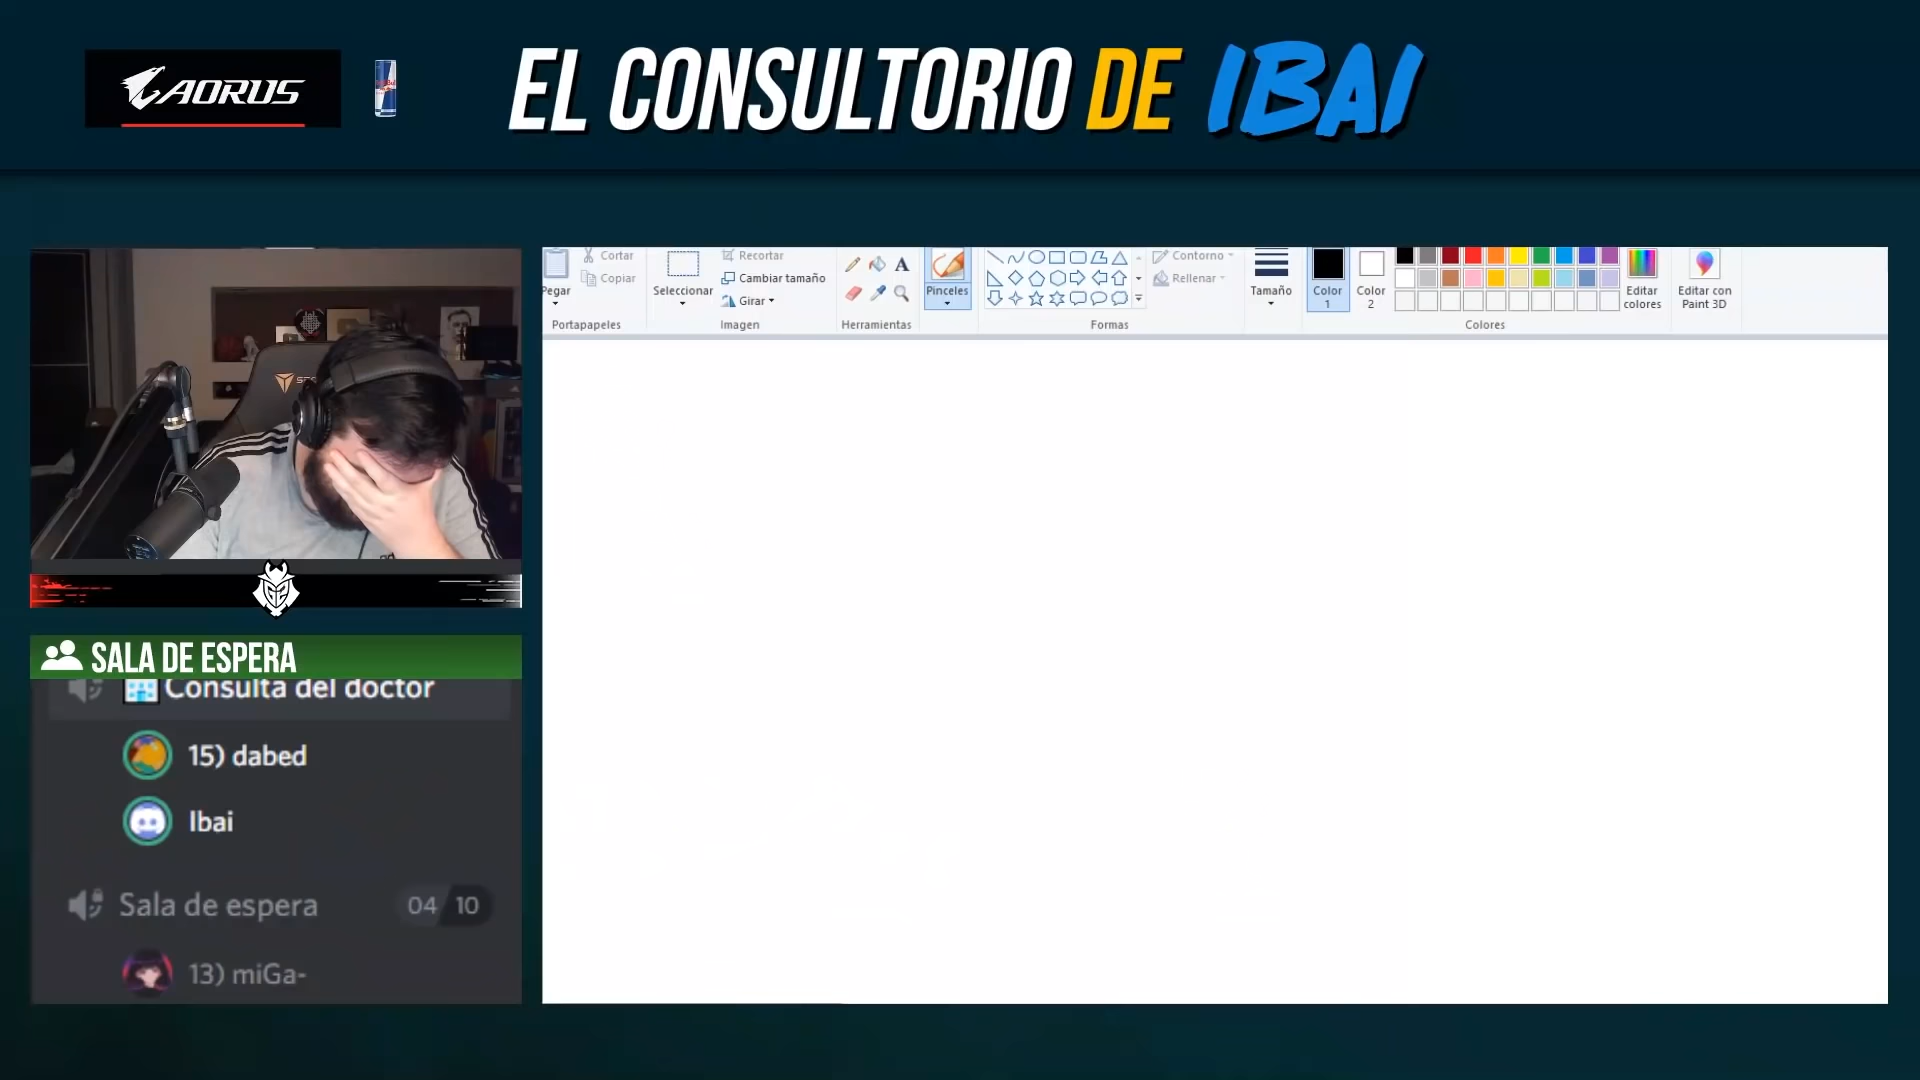 AORUS
EL CONSULTORIO DE IBAI
Pegar
Cortar
Copiar
Portapapeles
Seleccionar
Recortar
Cambiar tamaño
Girar
Imagen
A
Herramientas
Pinceles
Formas
Contorno
Rellenar
Tamaño
Color
1
Color
2
Colores
Editar
colores
Editar con
Paint 3D
SALA DE ESPERA
Consulta del doctor
15) dabed
Ibai
Sala de espera 04 10
13) miGa-